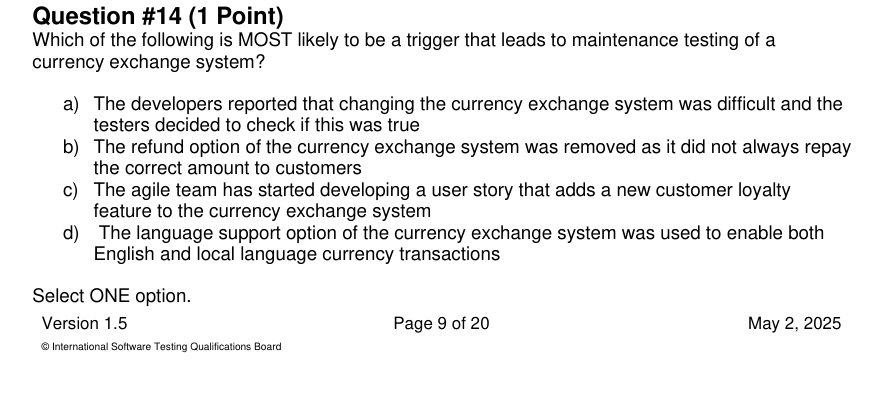 Question #14 (1 Point)
Which of the following is MOST likely to be a trigger that leads to maintenance testing of a
currency exchange system?
a) The developers reported that changing the currency exchange system was difficult and the
testers decided to check if this was true
b) The refund option of the currency exchange system was removed as it did not always repay
the correct amount to customers
c) The agile team has started developing a user story that adds a new customer loyalty
feature to the currency exchange system
d) The language support option of the currency exchange system was used to enable both
English and local language currency transactions
Select ONE option.
Version 1.5 Page 9 of 20 May 2, 2025
© International Software Testing Qualifications Board